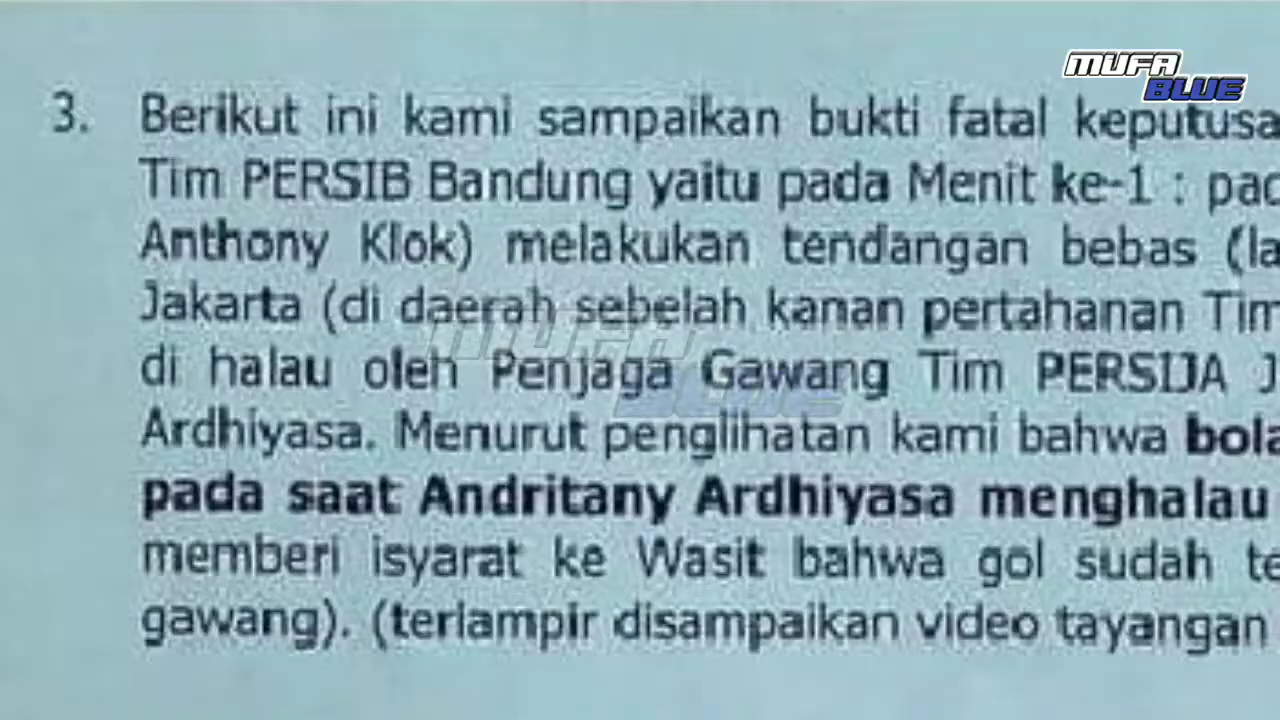 MUFA
BLUE
3. Berikut ini kami sampaikan bukti fatal keputusa
Tim PERSIB Bandung yaitu pada Menit ke-1 : pad
Anthony Klok) melakukan tendangan bebas (la
Jakarta (di daerah sebelah kanan pertahanan Tim
di halau oleh Penjaga Gawang Tim PERSIJA J
Ardhiyasa. Menurut penglihatan kami bahwa bola
pada saat Andritany Ardhiyasa menghalau
memberi isyarat ke Wasit bahwa gol sudah te
gawang). (terlampir disampaikan video tayangan
MUFA
BLUE